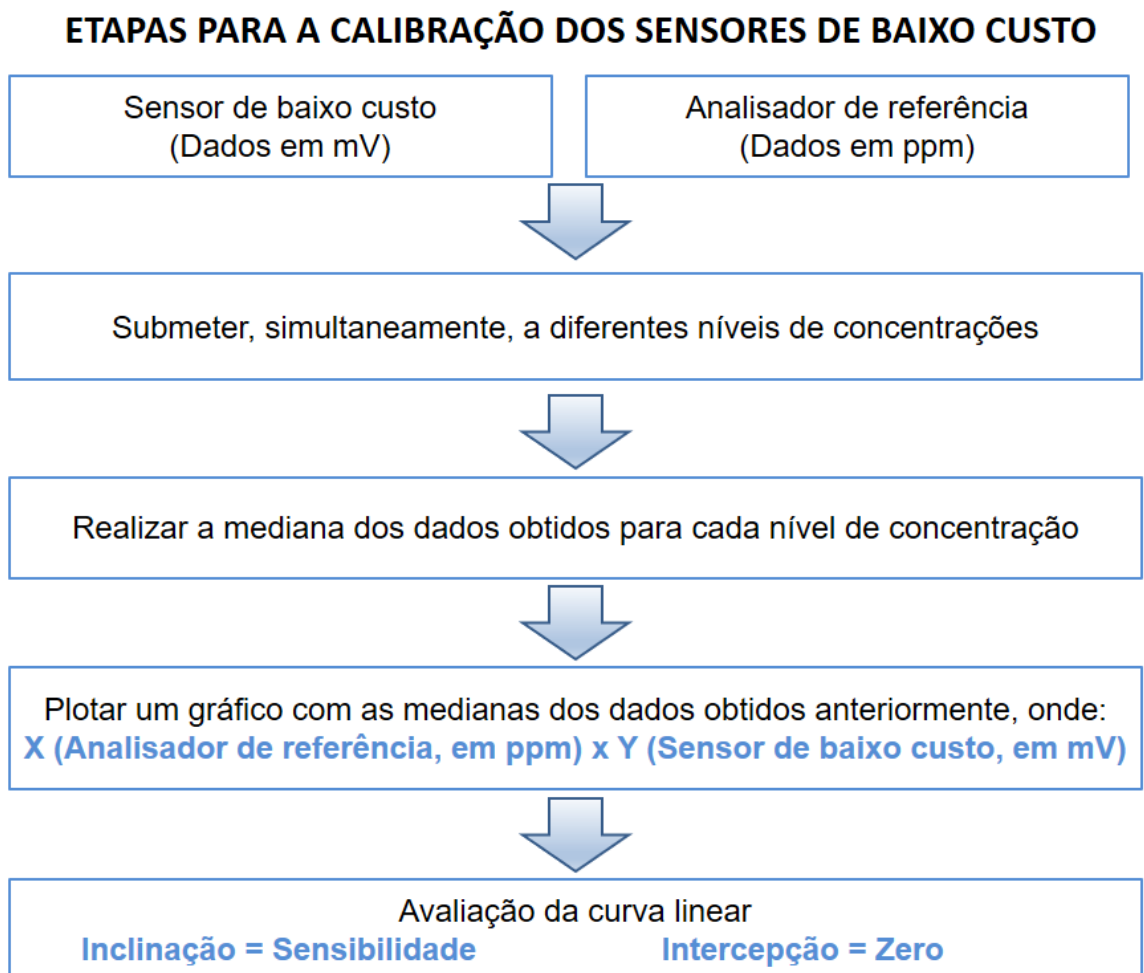 ETAPAS PARA A CALIBRAÇÃO DOS SENSORES DE BAIXO CUSTO
Sensor de baixo custo
(Dados em mV)
Analisador de referência
(Dados em ppm)
Submeter, simultaneamente, a diferentes níveis de concentrações
Realizar a mediana dos dados obtidos para cada nível de concentração
Plotar um gráfico com as medianas dos dados obtidos anteriormente, onde:
X (Analisador de referência, em ppm) x Y (Sensor de baixo custo, em mV)
Avaliação da curva linear
Inclinação = Sensibilidade
Intercepção = Zero